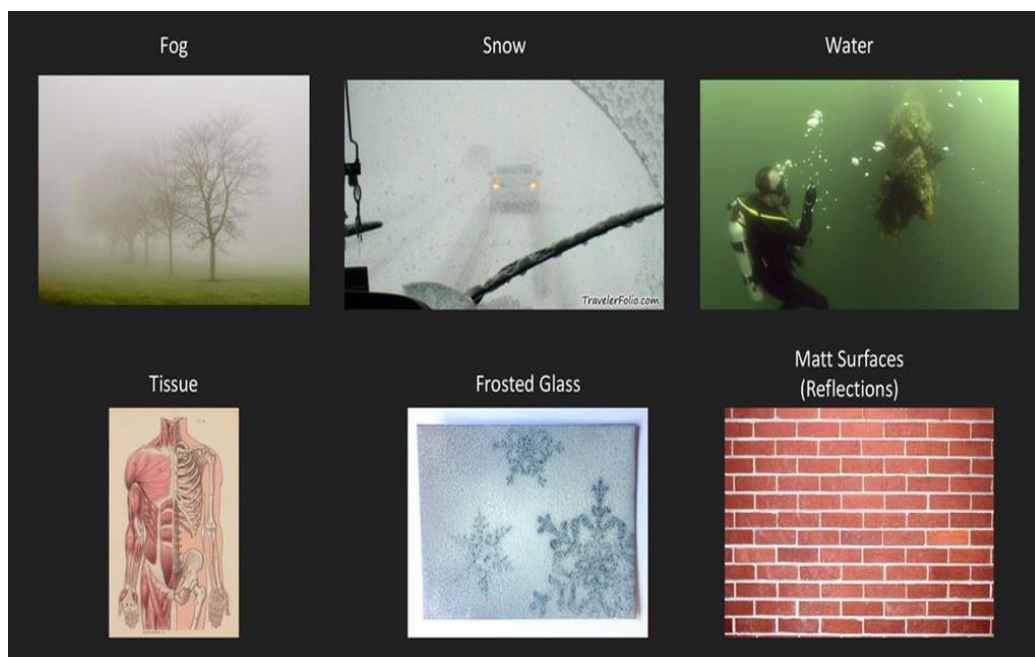 Fog
Snow
Water
TravelerFolio.com
Tissue
Frosted Glass
Matt Surfaces
(Reflections)